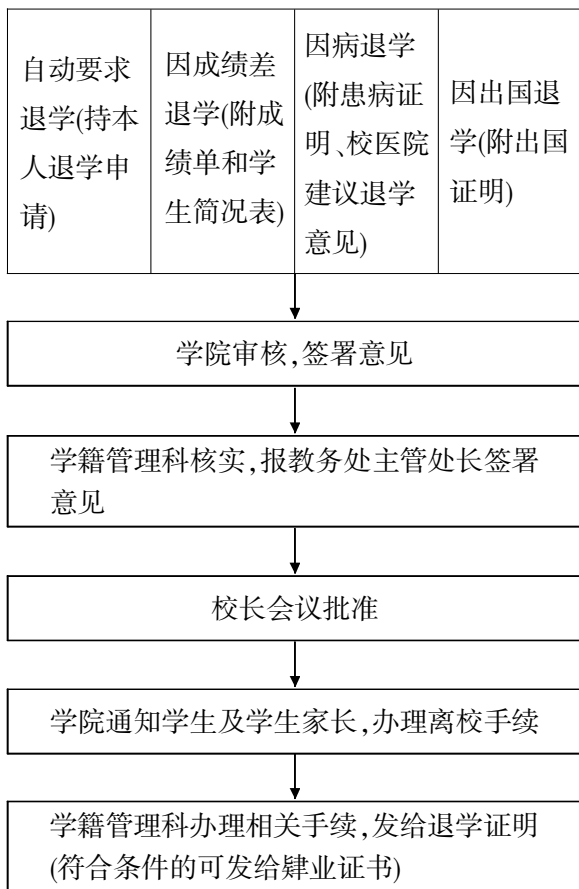 自动要求
退学(持本
人退学申
请)
因成绩差
退学(附成
绩单和学
生简况表)
因病退学
(附患病证
明、校医院
建议退学
意见)
因出国退
学(附出国
证明)
学院审核,签署意见
学籍管理科核实,报教务处主管处长签署
意见
校长会议批准
学院通知学生及学生家长,办理离校手续
学籍管理科办理相关手续,发给退学证明
(符合条件的可发给肄业证书)